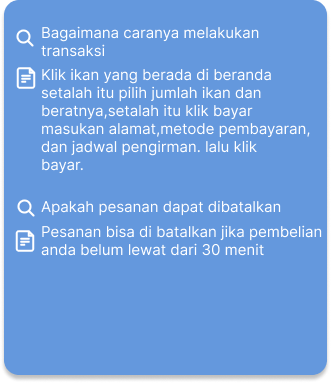 Bagaimana caranya melakukan
transaksi
Klik ikan yang berada di beranda
setalah itu pilih jumlah ikan dan
beratnya,setalah itu klik bayar
masukan alamat,metode pembayaran,
dan jadwal pengirman. lalu klik
bayar.
Apakah pesanan dapat dibatalkan
Pesanan bisa di batalkan jika pembelian
anda belum lewat dari 30 menit